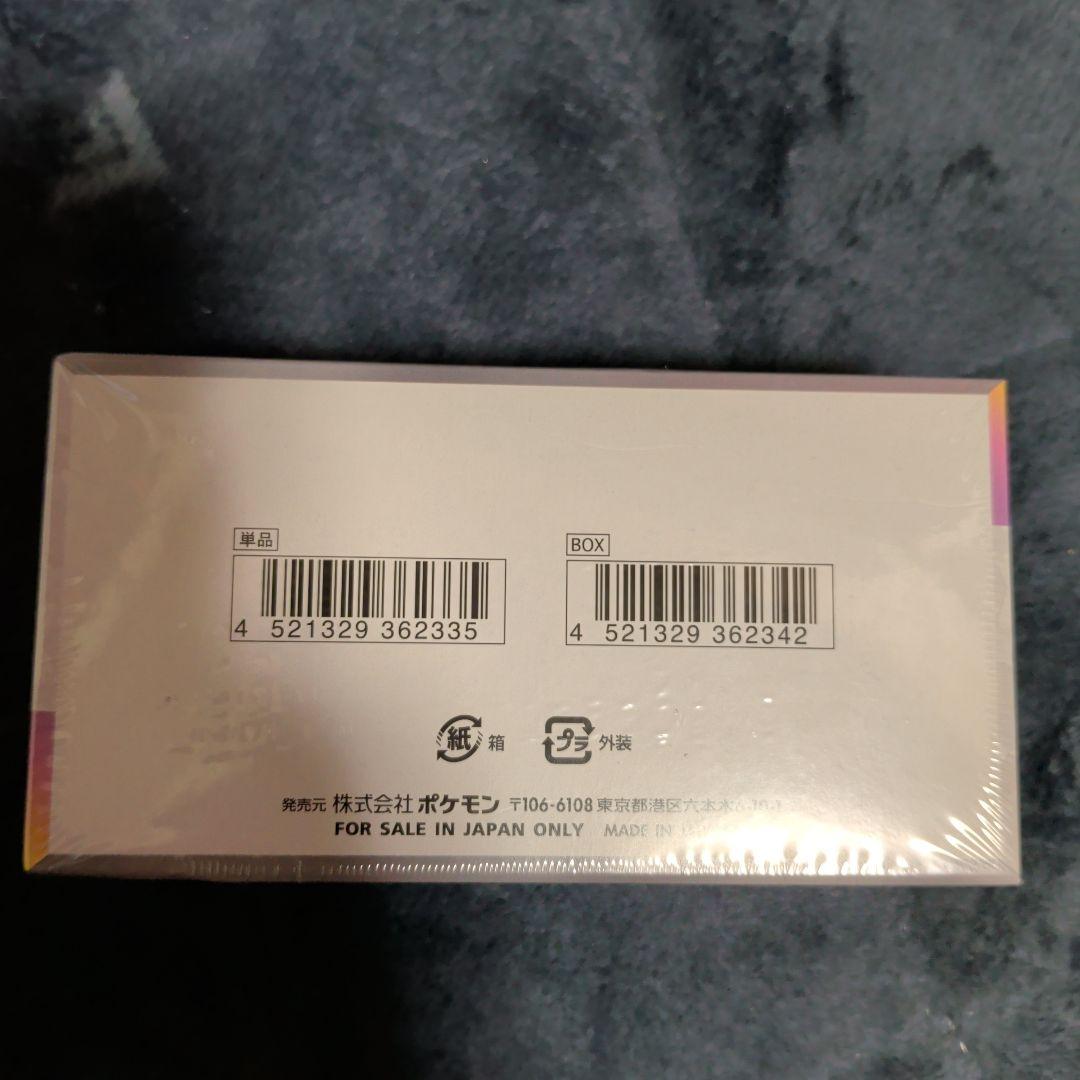 単品
BOX
4 521329 362335
4 521329 362342
紙 箱
プラ 外装
発売元 株式会社ポケモン 〒106-6108 東京都港区六本木
FOR SALE IN JAPAN ONLY MADE IN